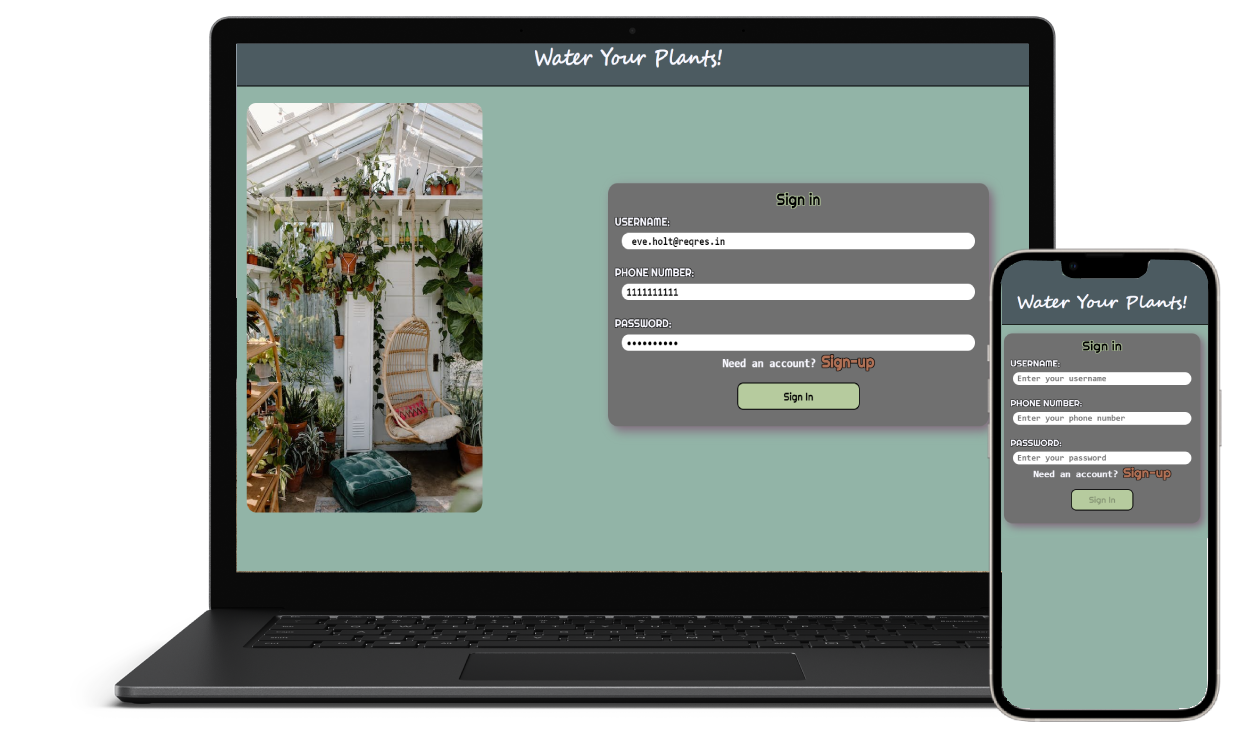 Water Your Plants!
Sign in
USERNAME:
eve.holt@reqres.in
PHONE NUMBER:
1111111111
PASSWORD:
••••••••••
Need an account? Sign-up
Sign In
Water Your Plants!
Sign in
USERNAME:
Enter your username
PHONE NUMBER:
Enter your phone number
PASSWORD:
Enter your password
Need an account? Sign-up
Sign In